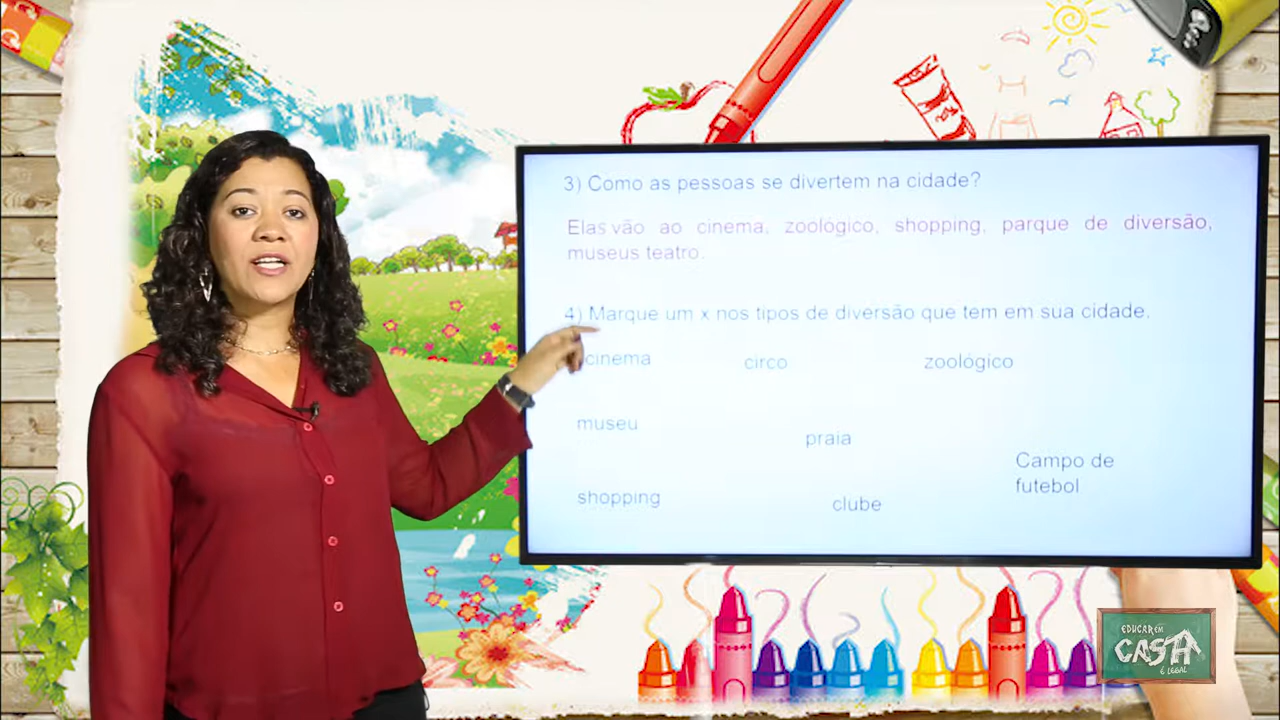 3) Como as pessoas se divertem na cidade?
Elas vão ao cinema, zoológico, shopping, parque de diversão,
museus teatro.
4) Marque um x nos tipos de diversão que tem em sua cidade.
cinema circo zoológico
museu
praia
Campo de
futebol
shopping clube
EDUCAR EM
CASA
É LEGAL